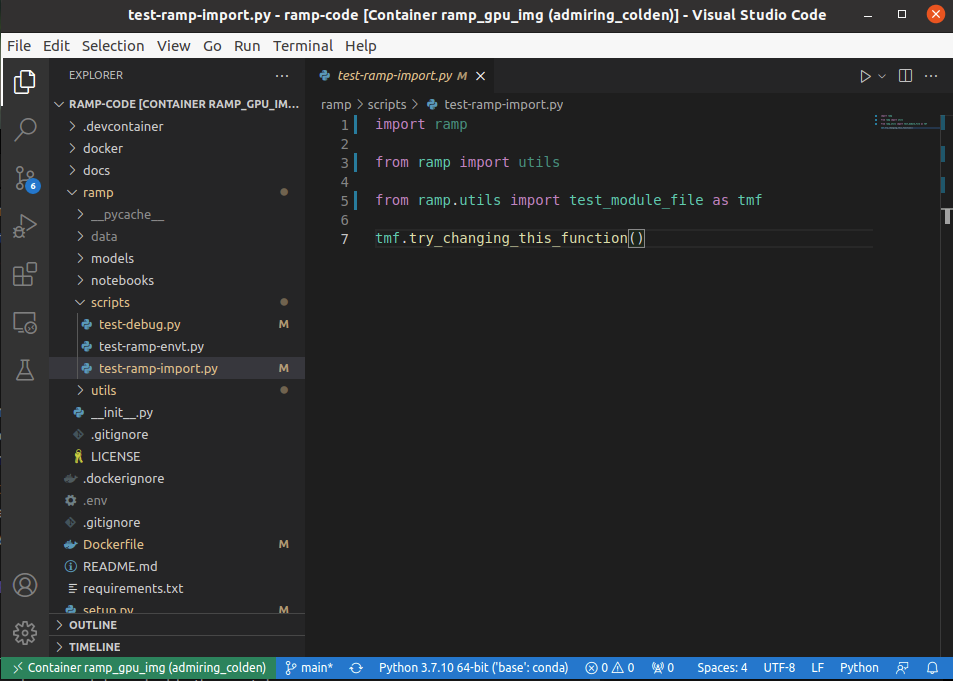 test-ramp-import.py - ramp-code [Container ramp_gpu_img (admiring_colden)] - Visual Studio Code
File Edit Selection View Go Run Terminal Help
EXPLORER
RAMP-CODE [CONTAINER RAMP_GPU_IM...
.devcontainer
docker
docs
ramp
__pycache__
data
models
notebooks
scripts
test-debug.py M
test-ramp-envt.py
test-ramp-import.py M
utils
__init__.py
.gitignore
LICENSE
.dockerignore
.env
.gitignore
Dockerfile M
README.md
requirements.txt
setup.py M
OUTLINE
TIMELINE
6
test-ramp-import.py M
ramp > scripts > test-ramp-import.py
1 import ramp
2
3 from ramp import utils
4
5 from ramp.utils import test_module_file as tmf
6
7 tmf.try_changing_this_function()
Container ramp_gpu_img (admiring_colden) main* Python 3.7.10 64-bit ('base': conda) 0 0 0 Spaces: 4 UTF-8 LF Python